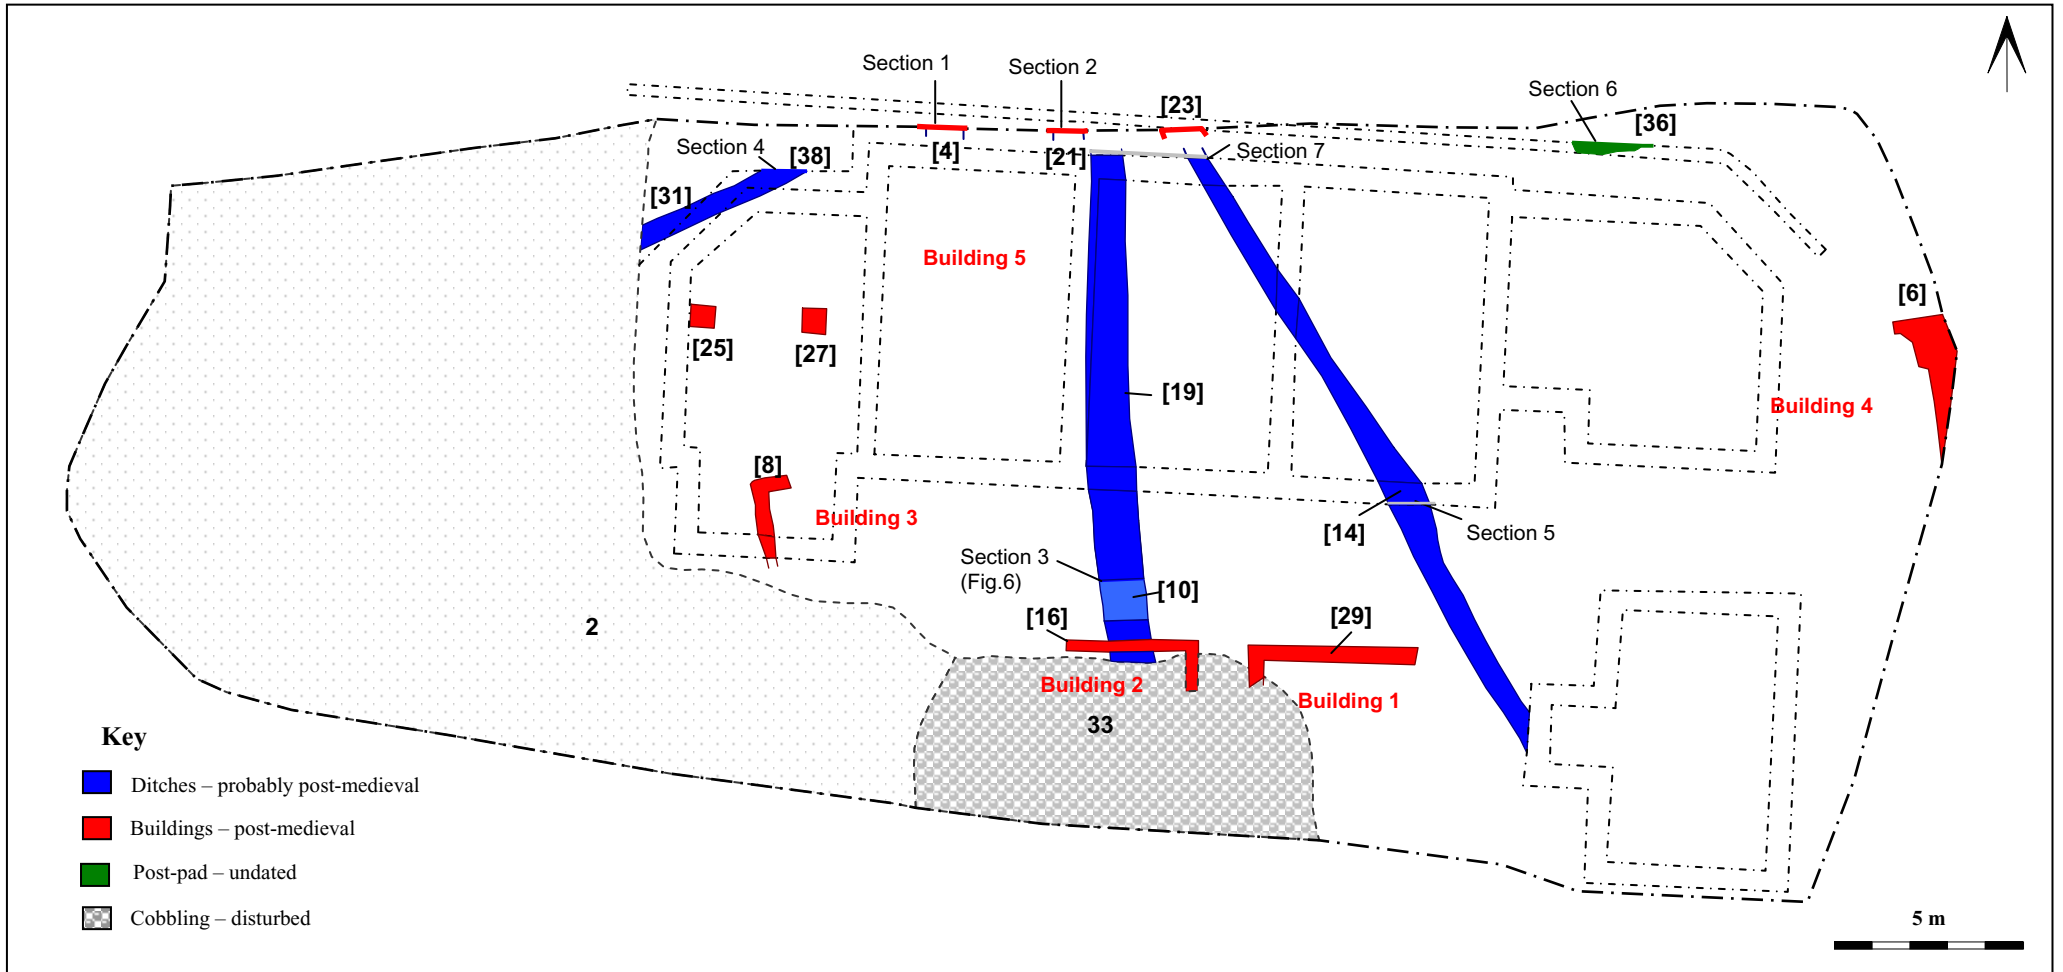 Section 1
Section 2
[23]
Section 6
[36]
Section 4
[38]
[4]
[21]
Section 7
[31]
Building 5
[6]
[25]
[27]
[19]
Building 4
[8]
Building 3
[14]
Section 5
Section 3
(Fig.6)
[10]
[16]
[29]
2
Building 2
Building 1
33
Key
Ditches – probably post-medieval
Buildings – post-medieval
Post-pad – undated
Cobbling – disturbed
5 m